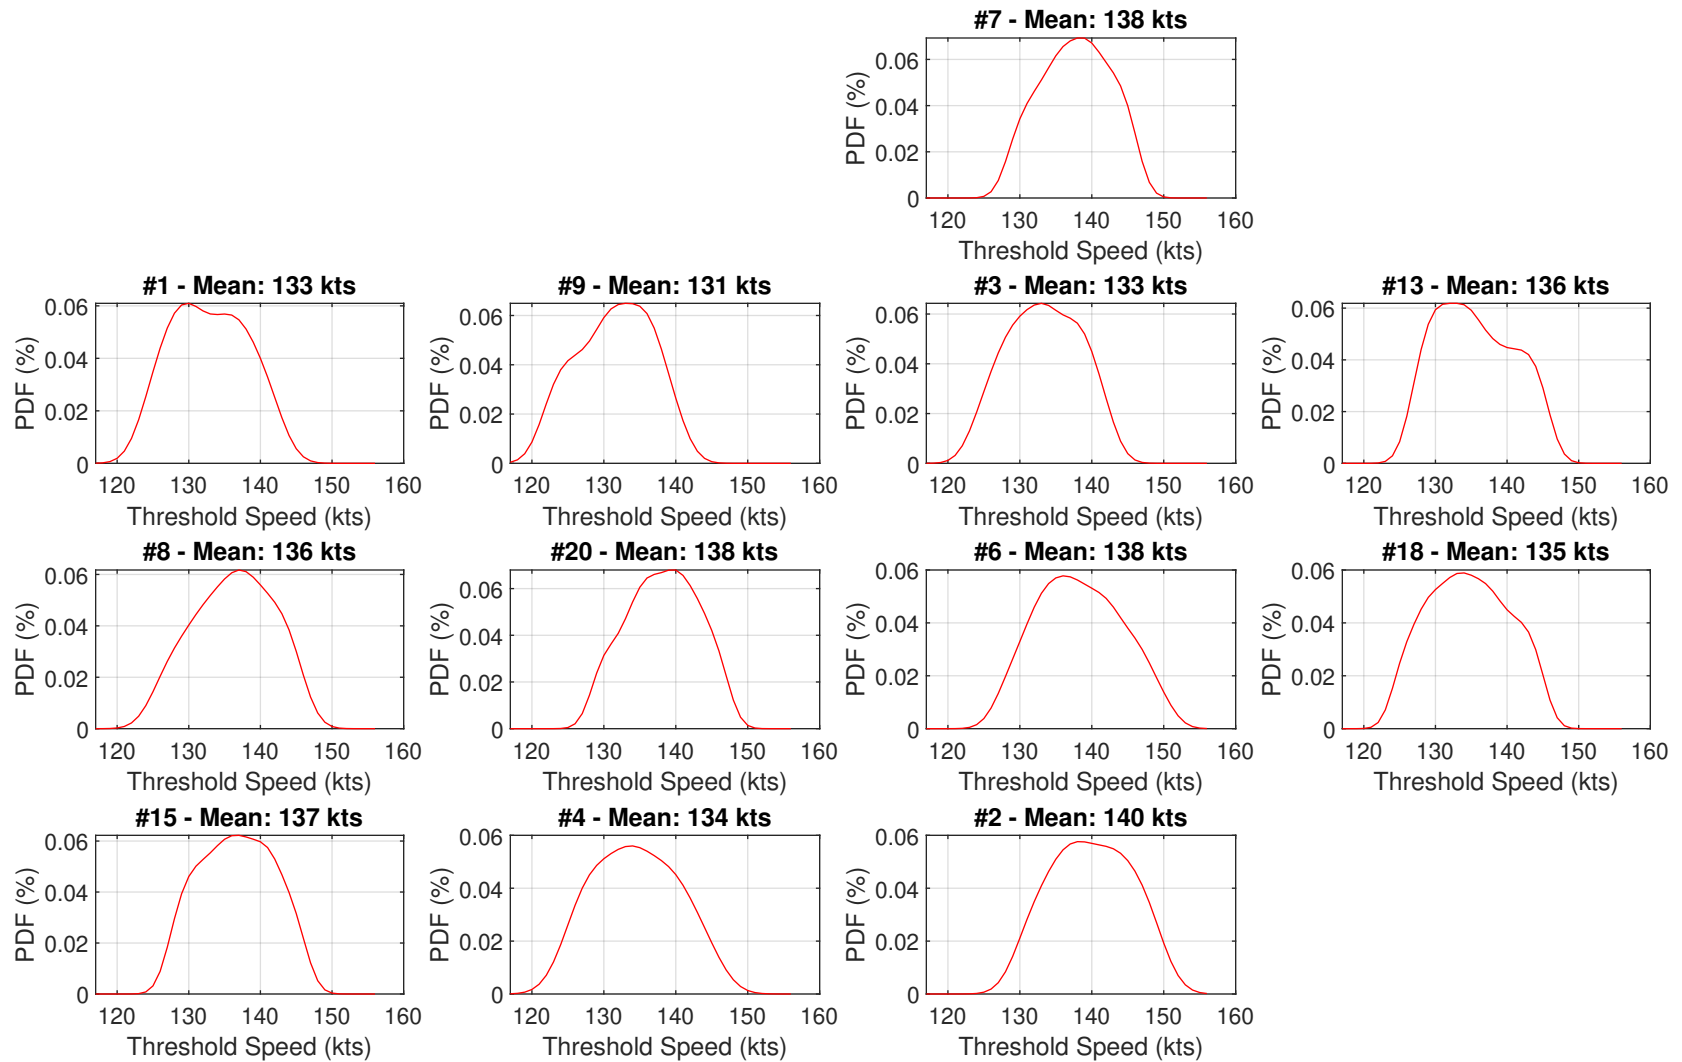 #7 - Mean: 138 kts
PDF (%)
0.06
0.04
0.02
0
120 130 140 150 160
Threshold Speed (kts)
#1 - Mean: 133 kts
PDF (%)
0.06
0.04
0.02
0
120 130 140 150 160
Threshold Speed (kts)
#9 - Mean: 131 kts
PDF (%)
0.06
0.04
0.02
0
120 130 140 150 160
Threshold Speed (kts)
#3 - Mean: 133 kts
PDF (%)
0.06
0.04
0.02
0
120 130 140 150 160
Threshold Speed (kts)
#13 - Mean: 136 kts
PDF (%)
0.06
0.04
0.02
0
120 130 140 150 160
Threshold Speed (kts)
#8 - Mean: 136 kts
PDF (%)
0.06
0.04
0.02
0
120 130 140 150 160
Threshold Speed (kts)
#20 - Mean: 138 kts
PDF (%)
0.06
0.04
0.02
0
120 130 140 150 160
Threshold Speed (kts)
#6 - Mean: 138 kts
PDF (%)
0.06
0.04
0.02
0
120 130 140 150 160
Threshold Speed (kts)
#18 - Mean: 135 kts
PDF (%)
0.06
0.04
0.02
0
120 130 140 150 160
Threshold Speed (kts)
#15 - Mean: 137 kts
PDF (%)
0.06
0.04
0.02
0
120 130 140 150 160
Threshold Speed (kts)
#4 - Mean: 134 kts
PDF (%)
0.06
0.04
0.02
0
120 130 140 150 160
Threshold Speed (kts)
#2 - Mean: 140 kts
PDF (%)
0.06
0.04
0.02
0
120 130 140 150 160
Threshold Speed (kts)